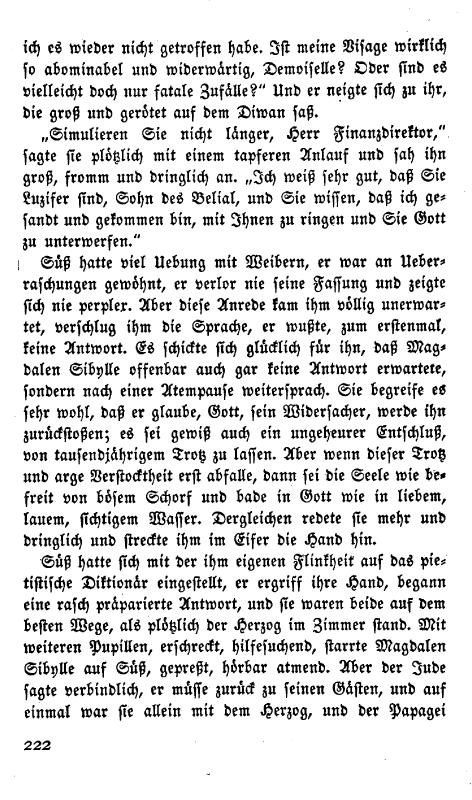 ich es wieder nicht getroffen habe. Ist meine Visage wirklich
so abominabel und widerwärtig, Demoiselle? Oder sind es
vielleicht doch nur fatale Zufälle?“ Und er neigte sich zu ihr,
die groß und gerötet auf dem Diwan saß.
„Simulieren Sie nicht länger, Herr Finanzdirektor,“
sagte sie plötzlich mit einem tapferen Anlauf und sah ihn
groß, fromm und dringlich an. „Ich weiß sehr gut, daß Sie
Luzifer sind, Sohn des Belial, und Sie wissen, daß ich ge-
sandt und gekommen bin, mit Ihnen zu ringen und Sie Gott
zu unterwerfen.“
Süß hatte viel Uebung mit Weibern, er war an Ueber-
raschungen gewöhnt, er verlor nie seine Fassung und zeigte
sich nie perplex. Aber diese Anrede kam ihm völlig unerwar-
tet, verschlug ihm die Sprache, er wußte, zum erstenmal,
keine Antwort. Es schickte sich glücklich für ihn, daß Mag-
dalen Sibylle offenbar auch gar keine Antwort erwartete,
sondern nach einer Atempause weitersprach. Sie begreife es
sehr wohl, daß er glaube, Gott, sein Widersacher, werde ihn
zurückstoßen; es sei gewiß auch ein ungeheurer Entschluß,
von tausendjährigem Trotz zu lassen. Aber wenn dieser Trotz
und arge Verstocktheit erst abfalle, dann sei die Seele wie be-
freit von bösem Schorf und bade in Gott wie in liebem,
lauem, sichtigem Wasser. Dergleichen redete sie mehr und
dringlich und streckte ihm im Eifer die Hand hin.
Süß hatte sich mit der ihm eigenen Flinkheit auf das pie-
tistische Diktionär eingestellt, er ergriff ihre Hand, begann
eine rasch präparierte Antwort, und sie waren beide auf dem
besten Wege, als plötzlich der Herzog im Zimmer stand. Mit
weiteren Pupillen, erschreckt, hilfesuchend, starrte Magdalen
Sibylle auf Süß, gepreßt, hörbar atmend. Aber der Jude
sagte verbindlich, er müsse zurück zu seinen Gästen, und auf
einmal war sie allein mit dem Herzog, und der Papagei
222